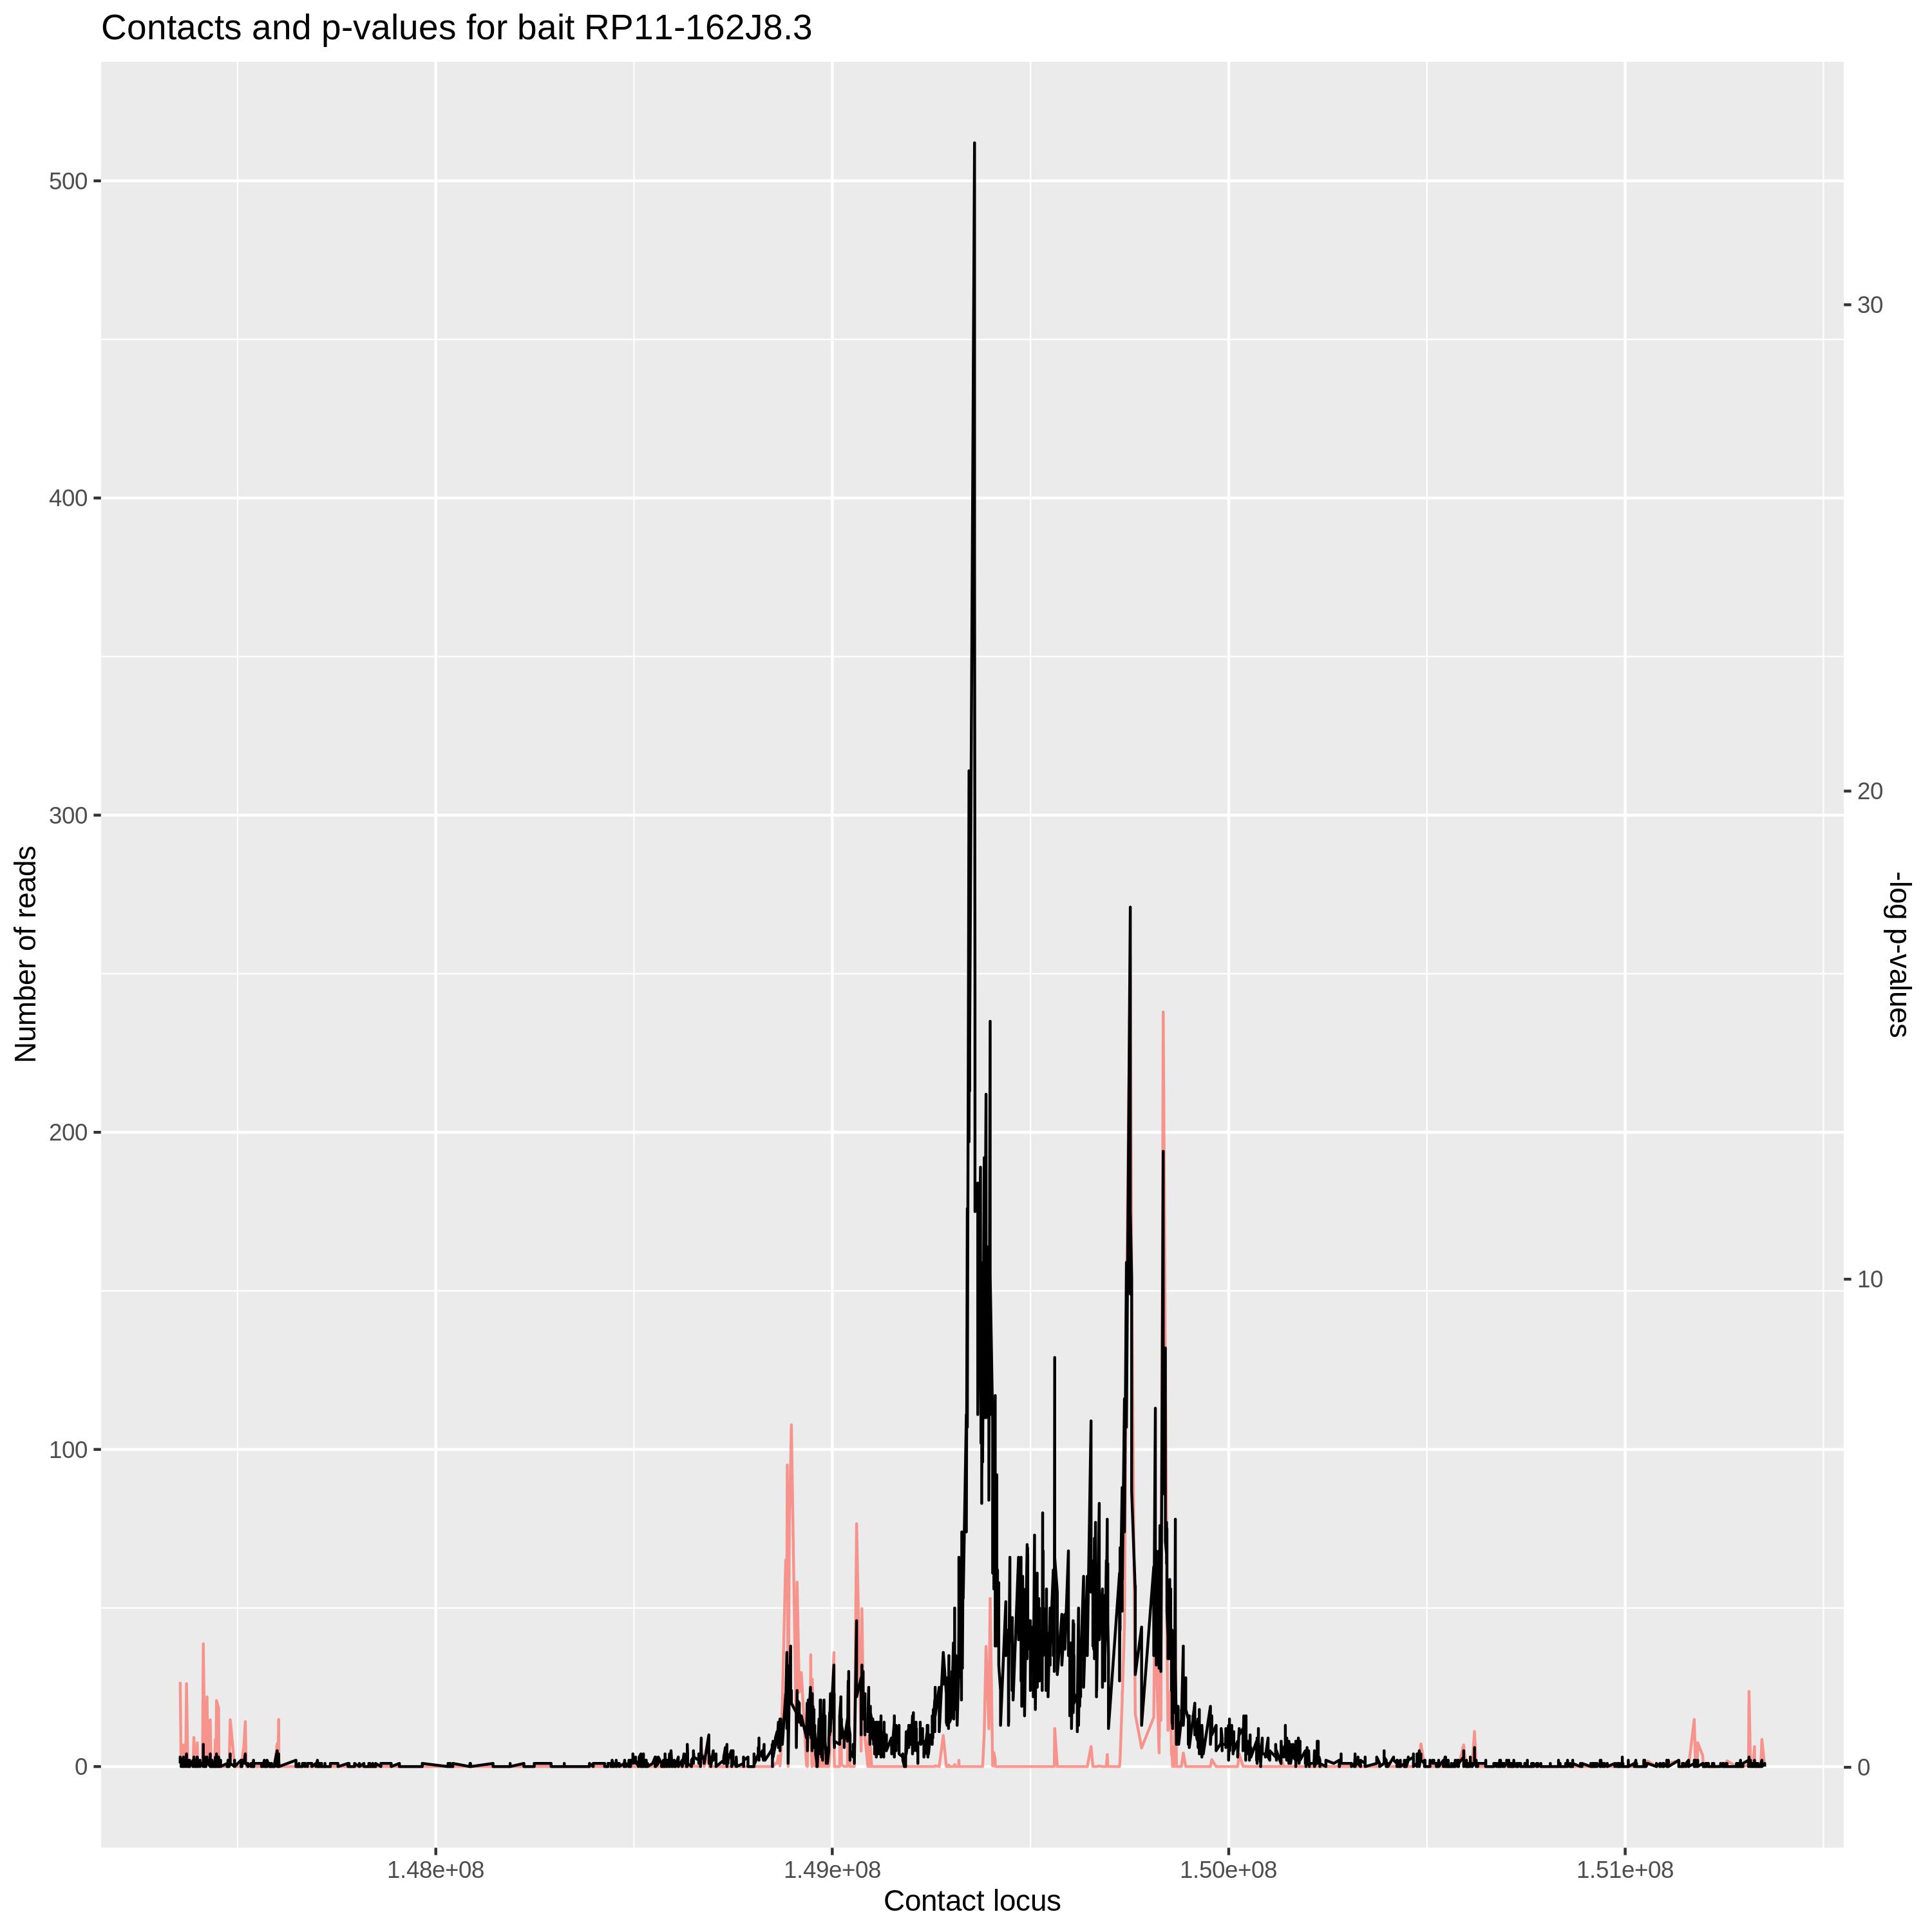 Contacts and p-values for bait RP11-162J8.3
500
400
300
200
100
0
Number of reads
30
20
10
0
-log p-values
1.48e+08
1.49e+08
1.50e+08
1.51e+08
Contact locus